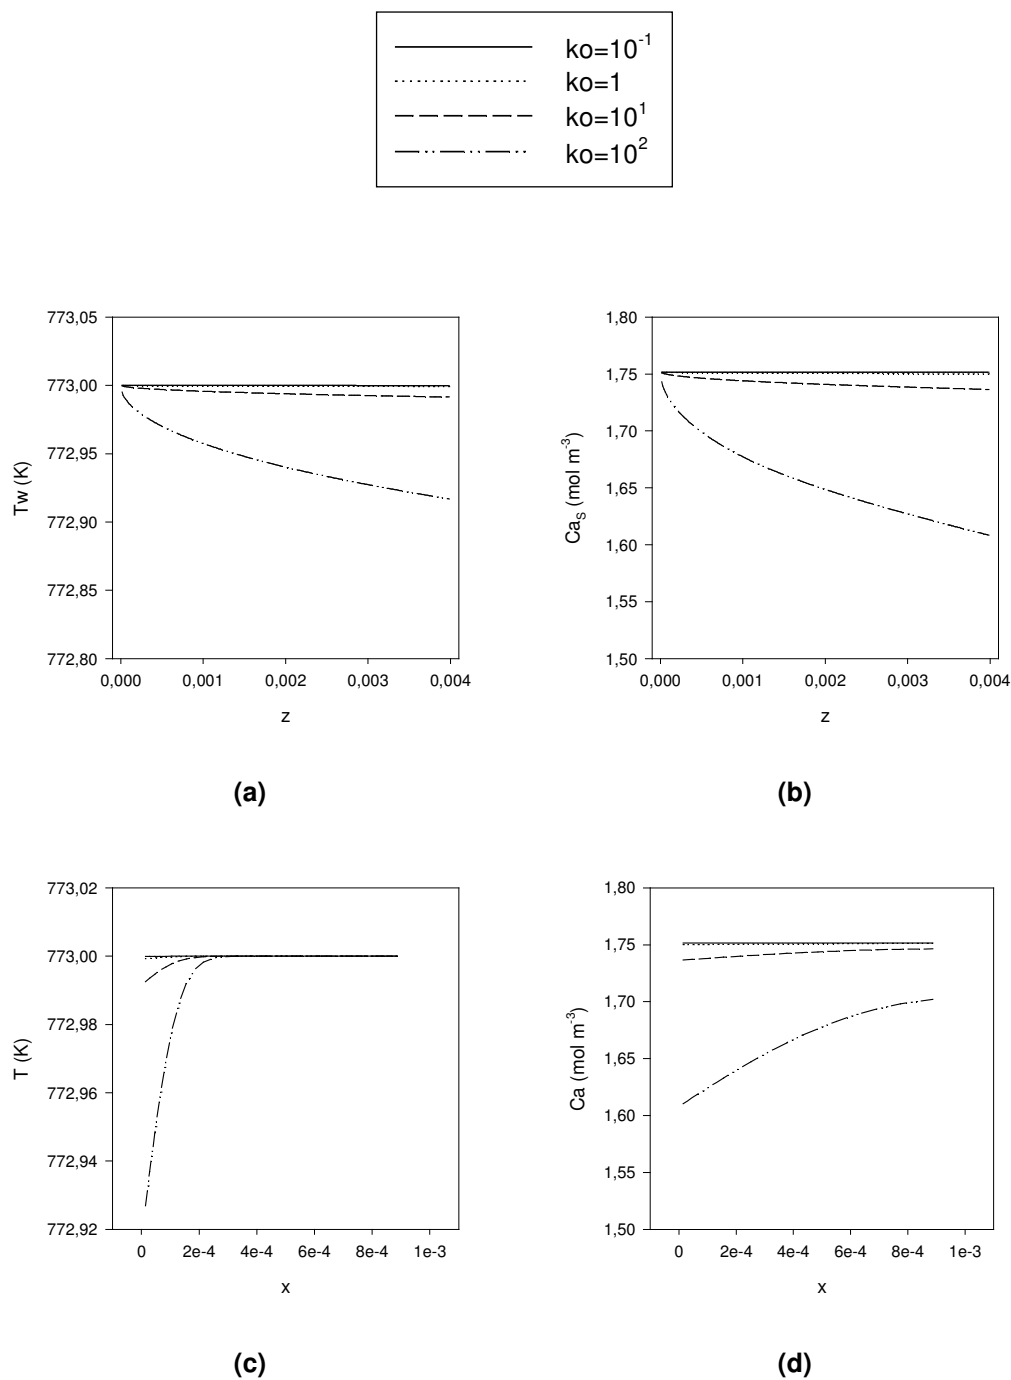 ko=10⁻¹
ko=1
ko=10¹
ko=10²
773,05
773,00
772,95
772,90
772,85
772,80
Tw (K)
0,000 0,001 0,002 0,003 0,004
z
(a)
1,80
1,75
1,70
1,65
1,60
1,55
1,50
Ca_S (mol m⁻³)
0,000 0,001 0,002 0,003 0,004
z
(b)
773,02
773,00
772,98
772,96
772,94
772,92
T (K)
0 2e-4 4e-4 6e-4 8e-4 1e-3
x
(c)
1,80
1,75
1,70
1,65
1,60
1,55
1,50
Ca (mol m⁻³)
0 2e-4 4e-4 6e-4 8e-4 1e-3
x
(d)